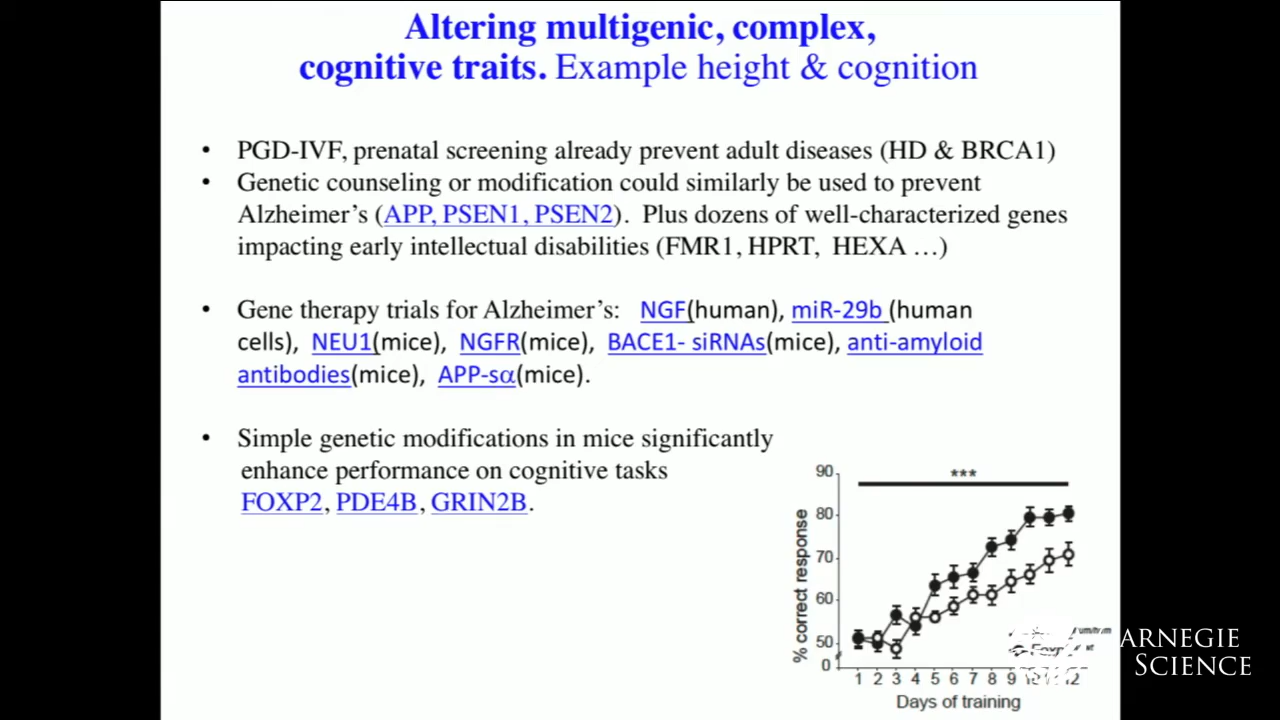 Altering multigenic, complex,
cognitive traits. Example height & cognition
• PGD-IVF, prenatal screening already prevent adult diseases (HD & BRCA1)
• Genetic counseling or modification could similarly be used to prevent
Alzheimer's (APP, PSEN1, PSEN2). Plus dozens of well-characterized genes
impacting early intellectual disabilities (FMR1, HPRT, HEXA …)
• Gene therapy trials for Alzheimer's: NGF(human), miR-29b (human
cells), NEU1(mice), NGFR(mice), BACE1- siRNAs(mice), anti-amyloid
antibodies(mice), APP-sα(mice).
• Simple genetic modifications in mice significantly
enhance performance on cognitive tasks
FOXP2, PDE4B, GRIN2B.
***
% correct response
90
80
70
60
50
0
1 2 3 4 5 6 7 8 9
Days of training
ARNEGIE
SCIENCE